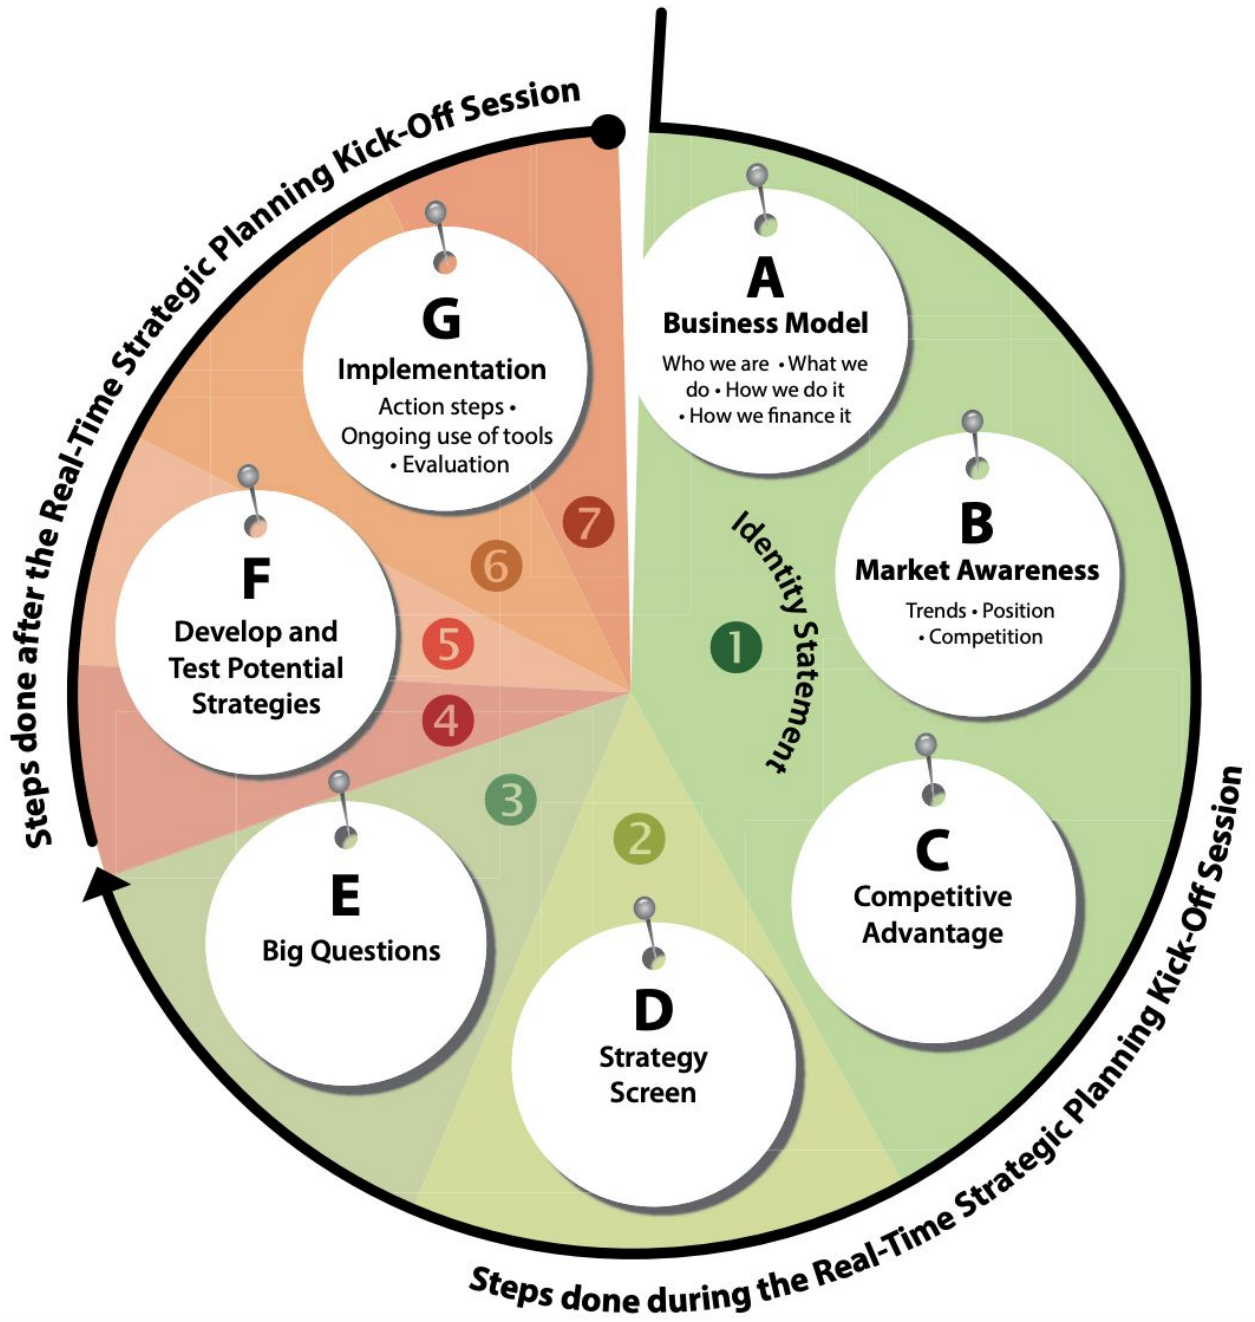 Steps done after the Real-Time Strategic Planning Kick-Off Session
A
Business Model
Who we are • What we
do • How we do it
• How we finance it
B
Market Awareness
Trends • Position
• Competition
C
Competitive
Advantage
D
Strategy
Screen
E
Big Questions
F
Develop and
Test Potential
Strategies
G
Implementation
Action steps •
Ongoing use of tools
• Evaluation
Identity Statement
1
2
3
4
5
6
7
Steps done during the Real-Time Strategic Planning Kick-Off Session